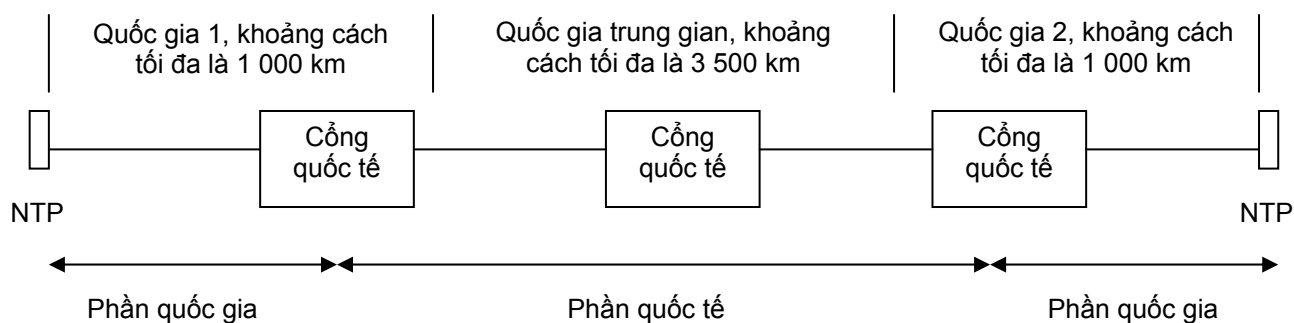 Quốc gia 1, khoảng cách
tối đa là 1 000 km
Quốc gia trung gian, khoảng
cách tối đa là 3 500 km
Quốc gia 2, khoảng cách
tối đa là 1 000 km
Cổng
quốc tế
Cổng
quốc tế
Cổng
quốc tế
NTP
NTP
Phần quốc gia
Phần quốc tế
Phần quốc gia